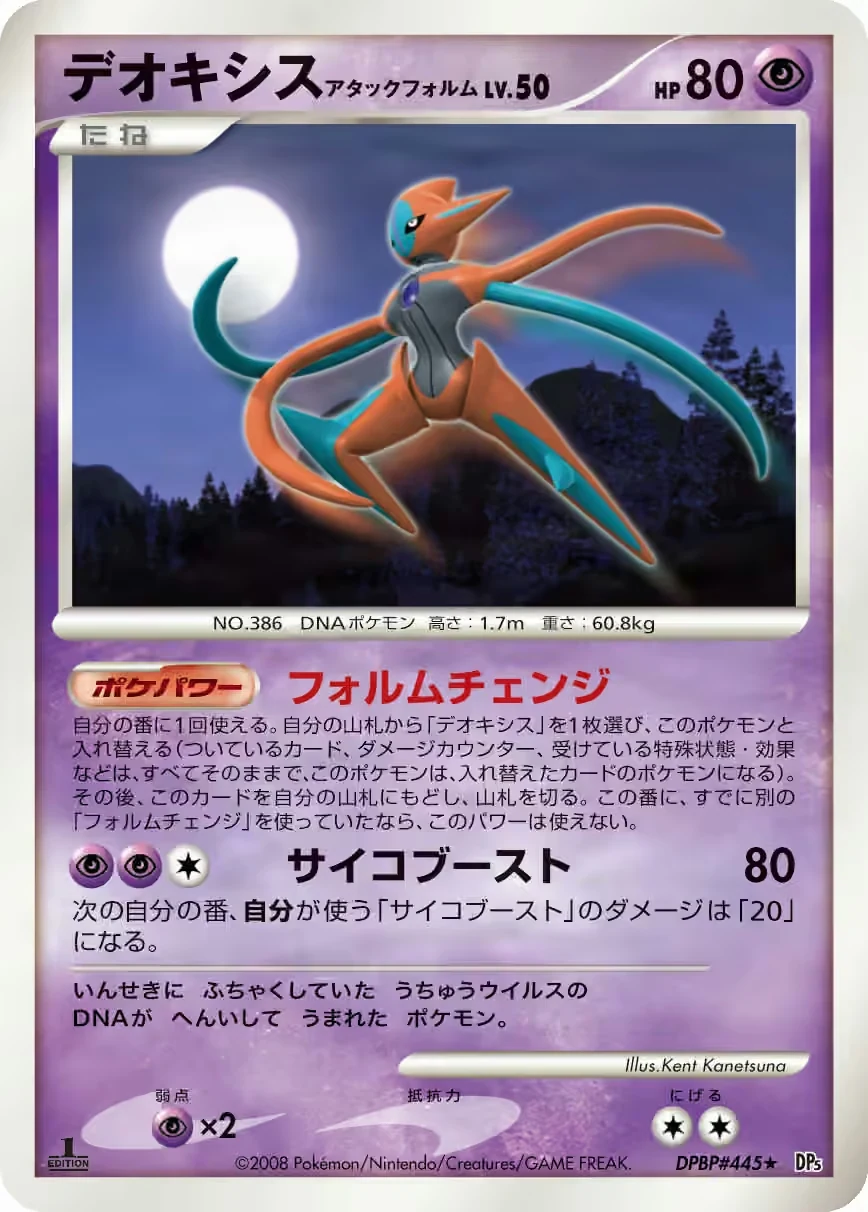 デオキシス アタックフォルム LV.50 HP 80
たね
NO.386 DNAポケモン 高さ:1.7m 重さ:60.8kg
ポケパワー フォルムチェンジ
自分の番に1回使える。自分の山札から「デオキシス」を1枚選び、このポケモンと
入れ替える(ついているカード、ダメージカウンター、受けている特殊状態・効果
などは、すべてそのままで、このポケモンは、入れ替えたカードのポケモンになる)。
その後、このカードを自分の山札にもどし、山札を切る。この番に、すでに別の
「フォルムチェンジ」を使っていたなら、このパワーは使えない。
サイコブースト 80
次の自分の番、自分が使う「サイコブースト」のダメージは「20」
になる。
いんせきに ふちゃくしていた うちゅうウイルスの
DNAが へんいして うまれた ポケモン。
Illus.Kent Kanetsuna
弱点 抵抗力 にげる
×2
1 EDITION
©2008 Pokémon/Nintendo/Creatures/GAME FREAK. DPBP#445★ DP5